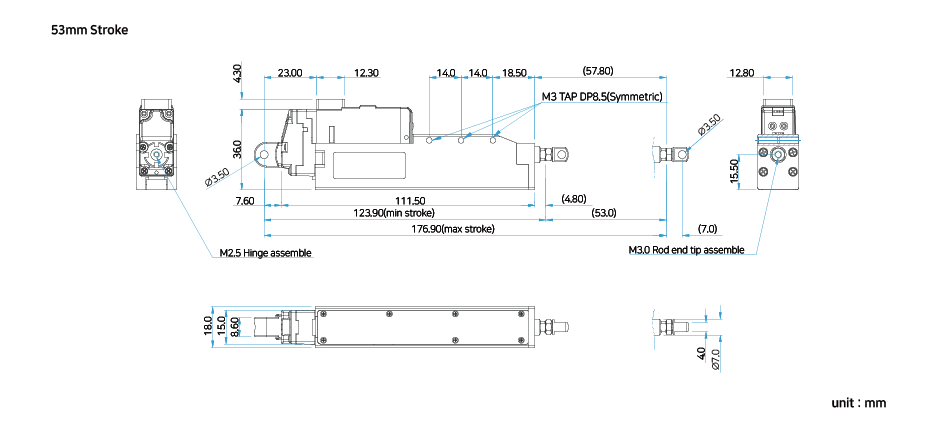 53mm Stroke
4.30
23.00
12.30
14.0
14.0
18.50
(57.80)
12.80
M3 TAP DP8.5(Symmetric)
Ø3.50
36.0
Ø3.50
15.50
7.60
111.50
(4.80)
123.90(min stroke)
(53.0)
176.90(max stroke)
(7.0)
M2.5 Hinge assemble
M3.0 Rod end tip assemble
18.0
15.0
8.60
4.0
Ø7.0
unit : mm